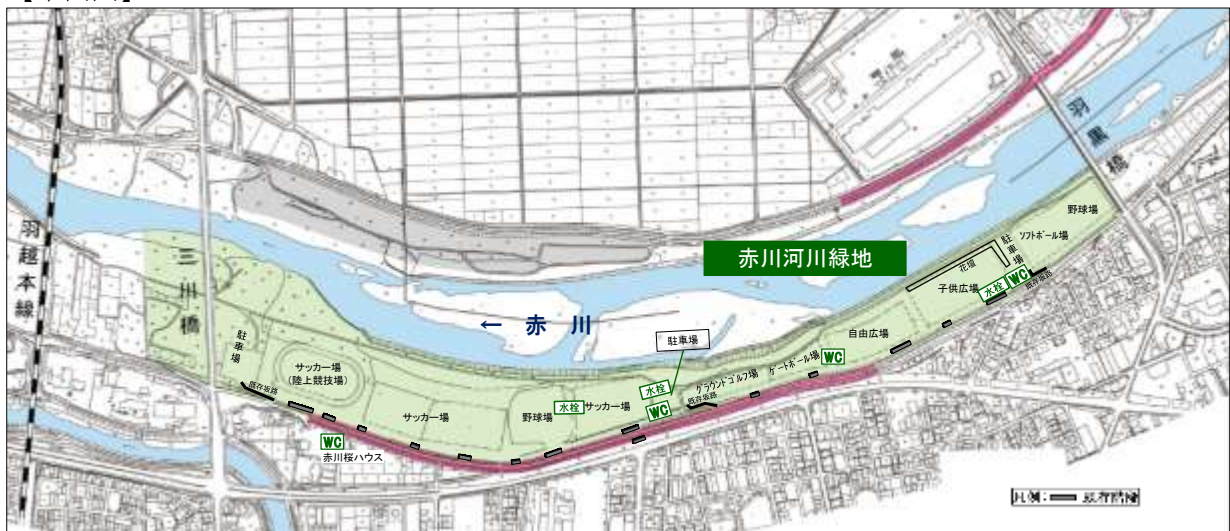 羽黒橋
野球場
ソフトボール場
駐車場
赤川河川緑地
花壇
子供広場
水栓
WC
既存坂路
三川橋
羽越本線
← 赤 川
駐車場
自由広場
ゲートボール場
WC
グラウンドゴルフ場
既存坂路
水栓
WC
駐車場
サッカー場
(陸上競技場)
既存坂路
サッカー場
野球場
水栓
サッカー場
WC
赤川桜ハウス
凡例:
既存階段